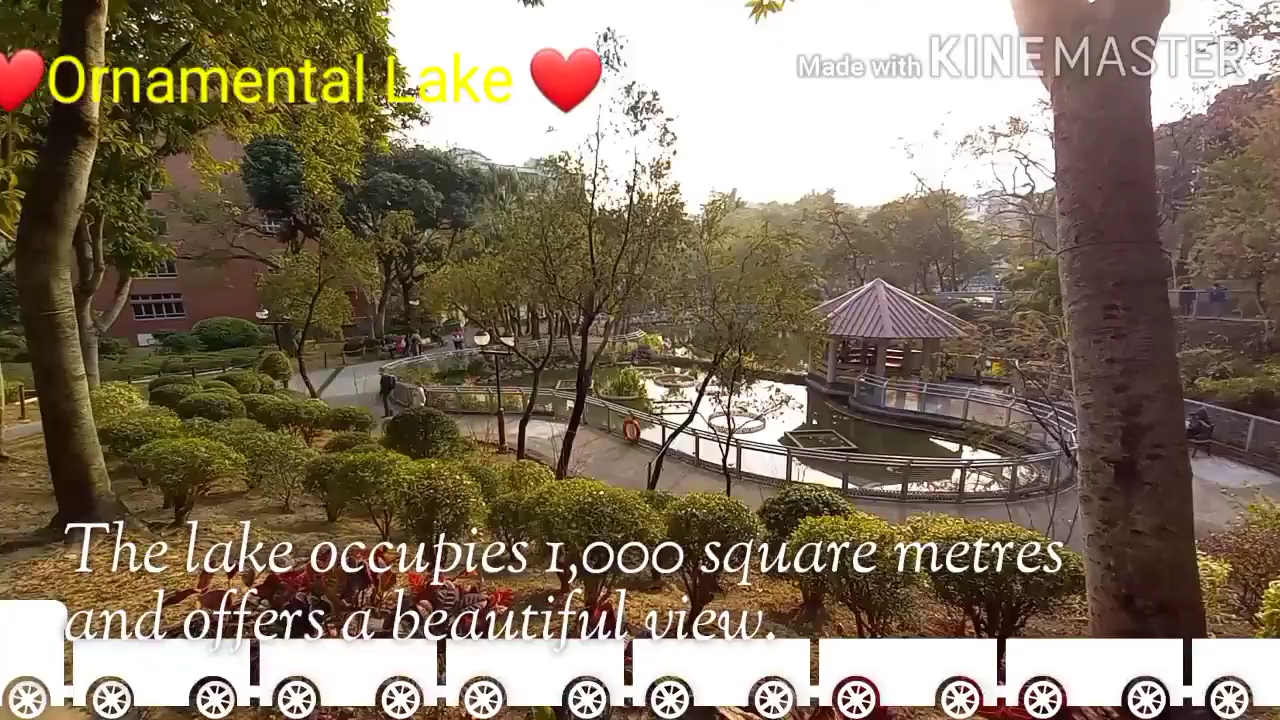 ❤Ornamental Lake ❤
Made with KINEMASTER
The lake occupies 1,000 square metres
and offers a beautiful view.